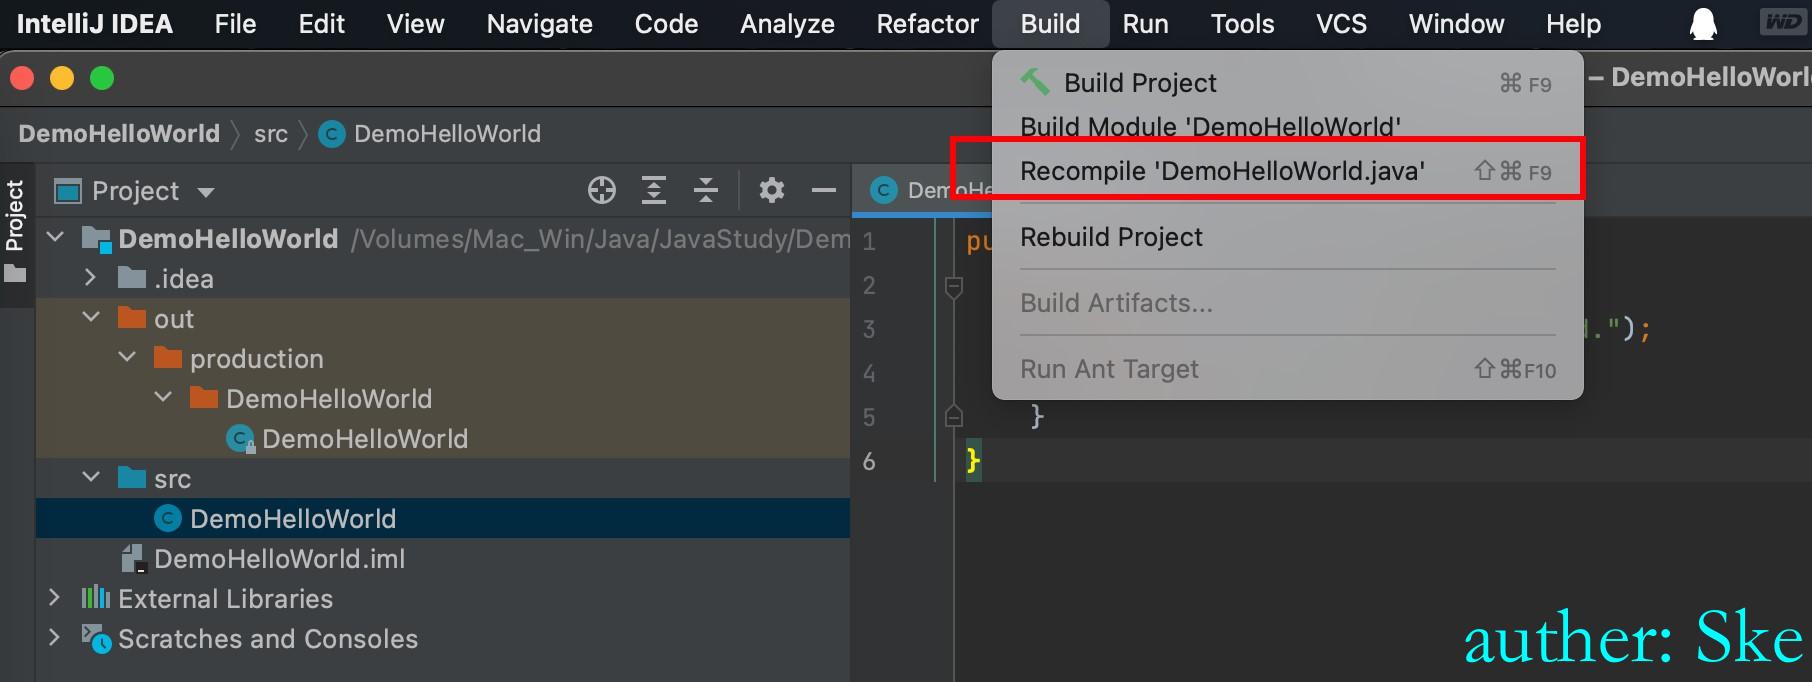 IntelliJ IDEA File Edit View Navigate Code Analyze Refactor Build Run Tools VCS Window Help WD
Build Project ⌘ F9
Build Module 'DemoHelloWorld'
Recompile 'DemoHelloWorld.java' ⇧⌘ F9
Rebuild Project
Build Artifacts...
Run Ant Target ⇧⌘F10
DemoHelloWorld src C DemoHelloWorld
Project
Project
DemoHelloWorld /Volumes/Mac_Win/Java/JavaStudy/Dem
.idea
out
production
DemoHelloWorld
C DemoHelloWorld
src
C DemoHelloWorld
DemoHelloWorld.iml
External Libraries
Scratches and Consoles
C DemoHe
1 pu
2
3 .");
4
5 }
6 }
auther: Ske